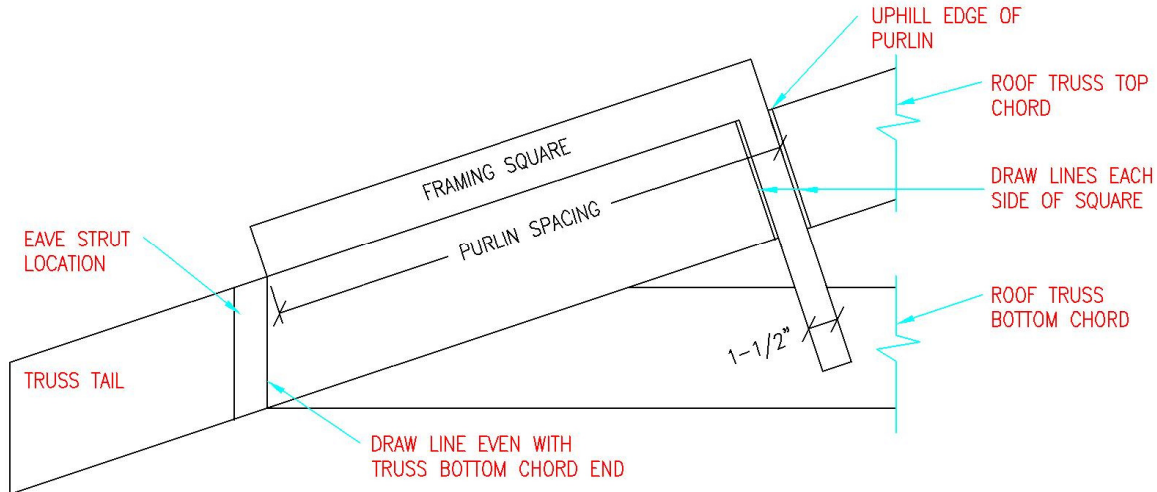 UPHILL EDGE OF
PURLIN
ROOF TRUSS TOP
CHORD
FRAMING SQUARE
DRAW LINES EACH
SIDE OF SQUARE
PURLIN SPACING
EAVE STRUT
LOCATION
ROOF TRUSS
BOTTOM CHORD
1-1/2"
TRUSS TAIL
DRAW LINE EVEN WITH
TRUSS BOTTOM CHORD END